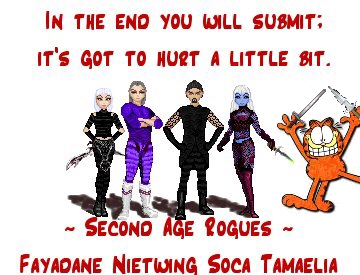 In the end you will submit;
it's got to hurt a little bit.
~ Second Age Rogues ~
Fayadane Nietwing Soca Tamaelia